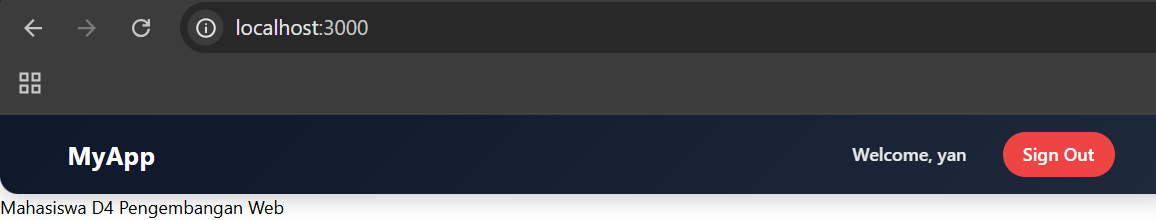 localhost:3000
MyApp
Welcome, yan
Sign Out
Mahasiswa D4 Pengembangan Web